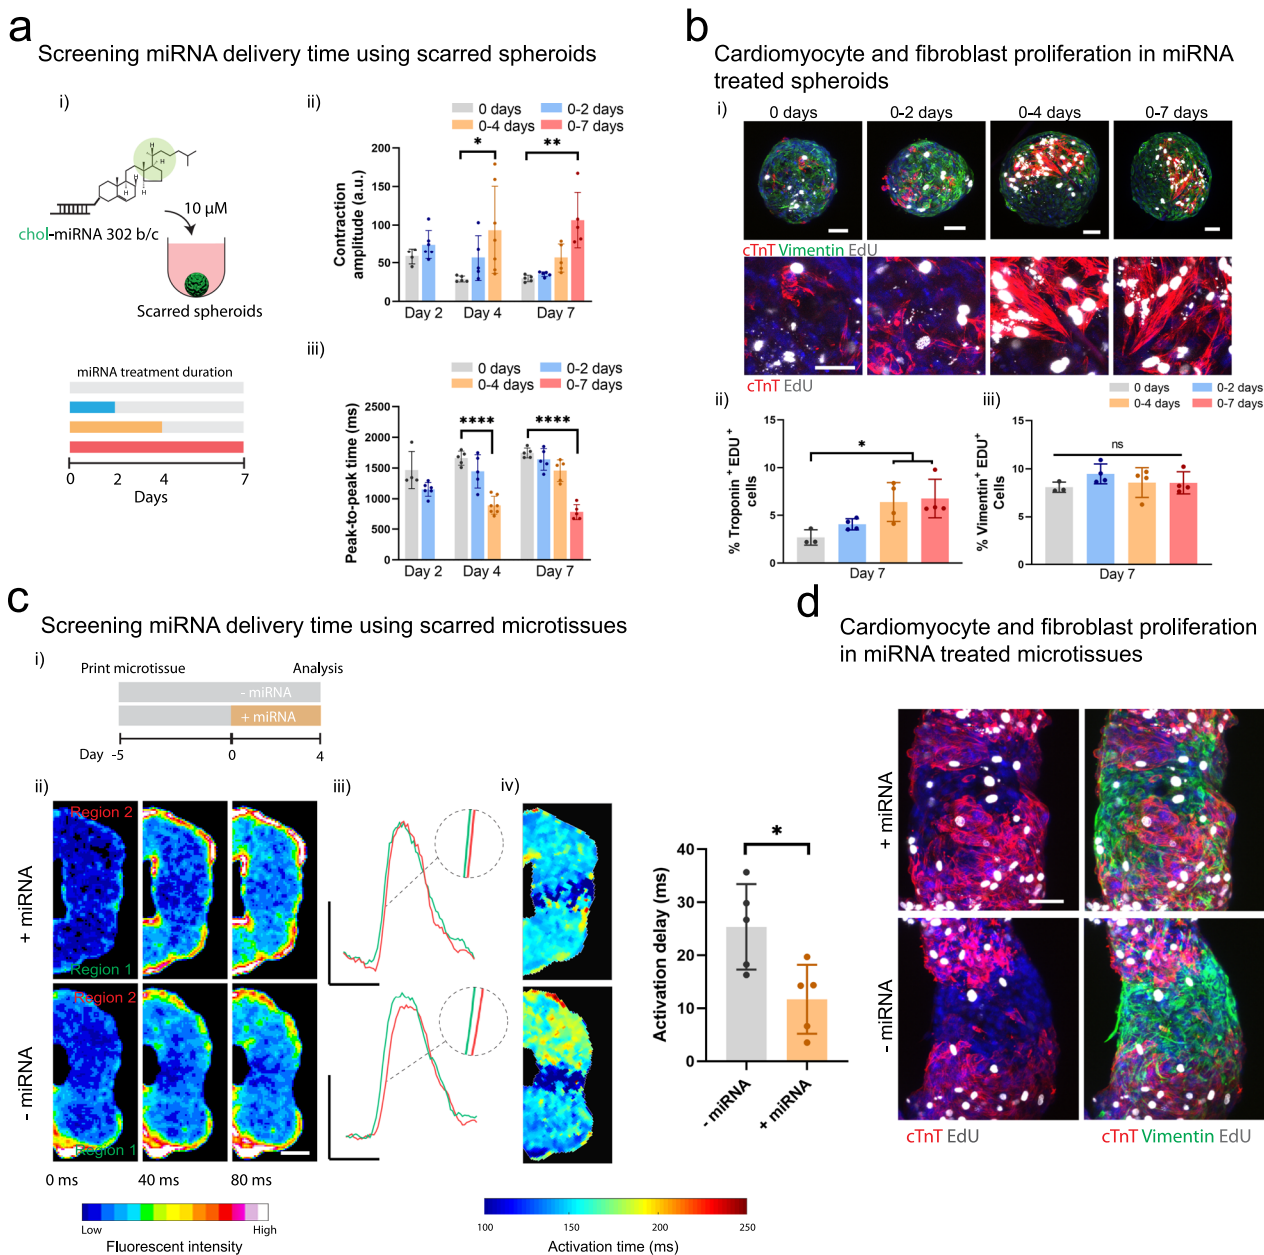 a
Screening miRNA delivery time using scarred spheroids
i)
H
H
H
H
10 µM
chol-miRNA 302 b/c
Scarred spheroids
miRNA treatment duration
0
2
4
7
Days
ii)
0 days
0-2 days
0-4 days
0-7 days
Contraction
amplitude (a.u.)
200
150
100
50
0
*
**
Day 2
Day 4
Day 7
iii)
0 days
0-2 days
0-4 days
0-7 days
Peak-to-peak time (ms)
2500
2000
1500
1000
500
0
****
****
Day 2
Day 4
Day 7
b
Cardiomyocyte and fibroblast proliferation in miRNA
treated spheroids
i)
0 days
0-2 days
0-4 days
0-7 days
cTnT Vimentin EdU
cTnT EdU
0 days
0-2 days
0-4 days
0-7 days
ii)
% Troponin+ EDU+
cells
15
10
5
0
*
Day 7
iii)
% Vimentin+ EDU+
Cells
15
10
5
0
ns
Day 7
c
Screening miRNA delivery time using scarred microtissues
i)
Print microtissue
Analysis
- miRNA
+ miRNA
Day
-5
0
4
ii)
+ miRNA
Region 2
Region 1
- miRNA
Region 2
Region 1
0 ms
40 ms
80 ms
Low
High
Fluorescent intensity
iii)
iv)
100
150
200
250
Activation time (ms)
Activation delay (ms)
40
30
20
10
0
*
- miRNA
+ miRNA
d
Cardiomyocyte and fibroblast proliferation
in miRNA treated microtissues
+ miRNA
- miRNA
cTnT EdU
cTnT Vimentin EdU